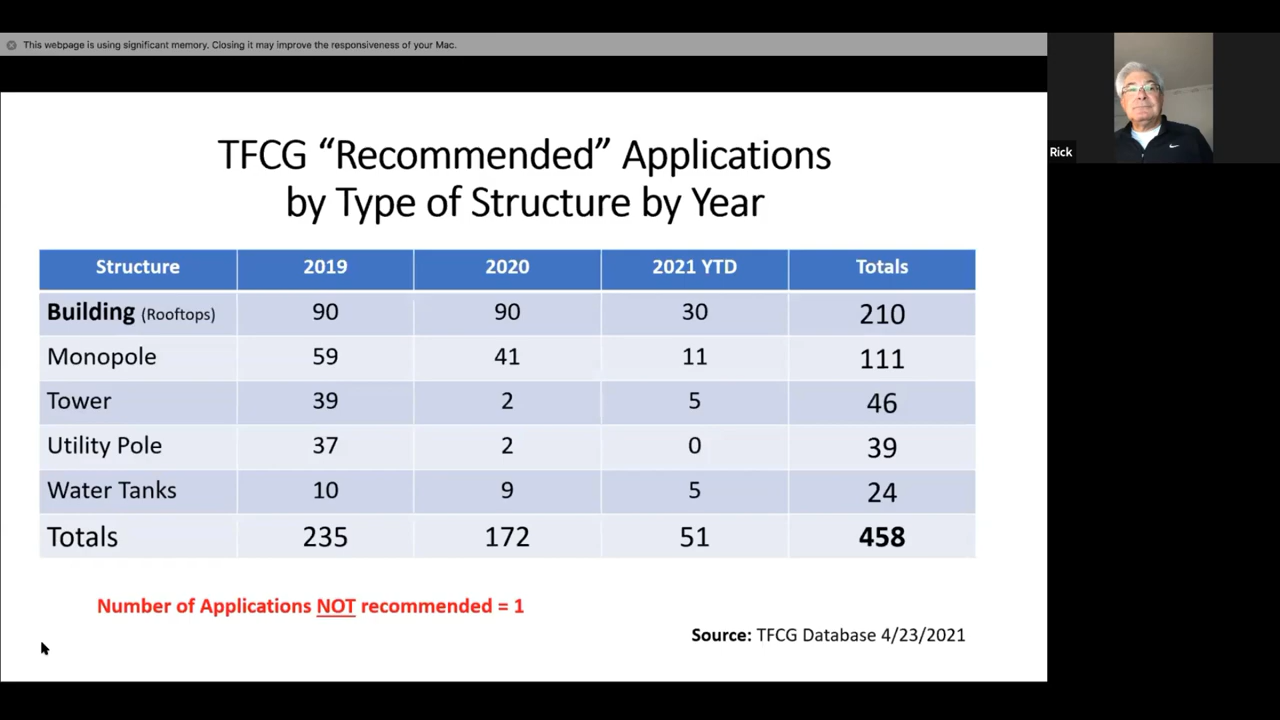 This webpage is using significant memory. Closing it may improve the responsiveness of your Mac.
TFCG “Recommended” Applications
by Type of Structure by Year
Structure 2019 2020 2021 YTD Totals
Building (Rooftops) 90 90 30 210
Monopole 59 41 11 111
Tower 39 2 5 46
Utility Pole 37 2 0 39
Water Tanks 10 9 5 24
Totals 235 172 51 458
Number of Applications NOT recommended = 1
Source: TFCG Database 4/23/2021
Rick